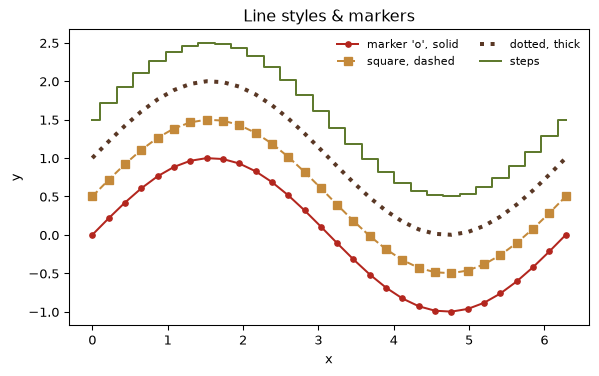 Line styles & markers
marker 'o', solid
square, dashed
dotted, thick
steps
y
2.5
2.0
1.5
1.0
0.5
0.0
−0.5
−1.0
0 1 2 3 4 5 6
x